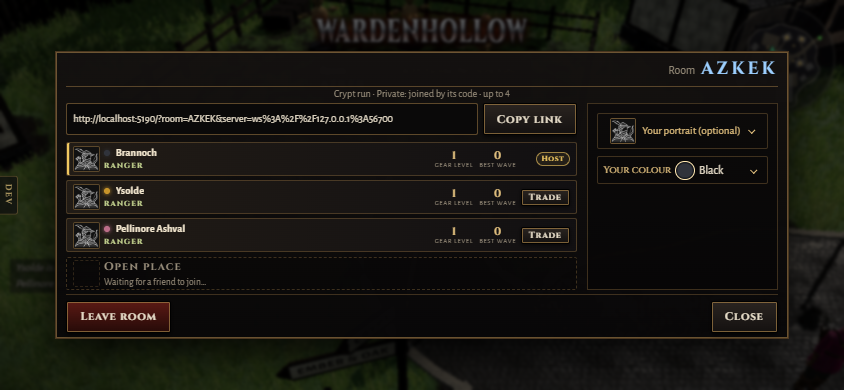 WARDENHOLLOW
Room AZKEK
Crypt run · Private: joined by its code · up to 4
http://localhost:5190/?room=AZKEK&server=ws%3A%2F%2F127.0.0.1%3A56700
COPY LINK
Your portrait (optional)
Brannoch
RANGER
1 GEAR LEVEL
0 BEST WAVE
HOST
YOUR COLOUR Black
Ysolde
RANGER
1 GEAR LEVEL
0 BEST WAVE
TRADE
Pellinore Ashval
RANGER
1 GEAR LEVEL
0 BEST WAVE
TRADE
OPEN PLACE
Waiting for a friend to join...
LEAVE ROOM
CLOSE
DEV